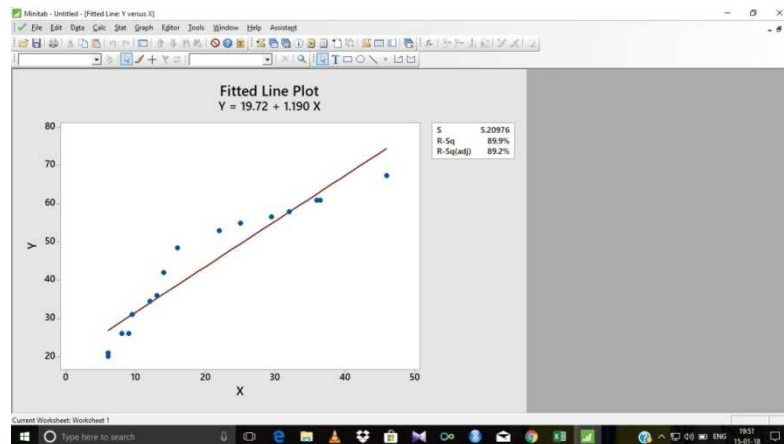 Minitab - Untitled - [Fitted Line: Y versus X]
File Edit Data Calc Stat Graph Editor Tools Window Help Assistant
Fitted Line Plot
Y = 19.72 + 1.190 X
S 5.20976
R-Sq 89.9%
R-Sq(adj) 89.2%
80
70
60
50
40
30
20
Y
0 10 20 30 40 50
X
Current Worksheet: Worksheet 1
Type here to search
ENG
19:51
15-01-18